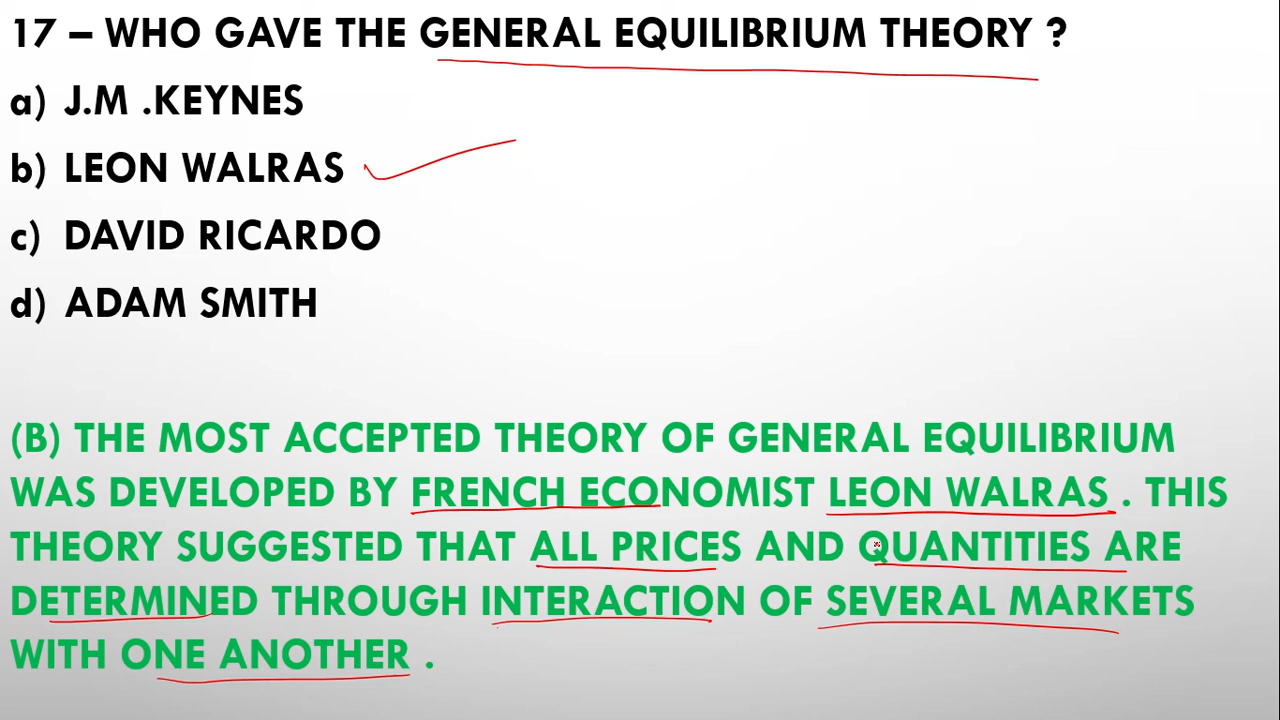 17 – WHO GAVE THE GENERAL EQUILIBRIUM THEORY ?
a) J.M .KEYNES
b) LEON WALRAS
c) DAVID RICARDO
d) ADAM SMITH
(B) THE MOST ACCEPTED THEORY OF GENERAL EQUILIBRIUM
WAS DEVELOPED BY FRENCH ECONOMIST LEON WALRAS . THIS
THEORY SUGGESTED THAT ALL PRICES AND QUANTITIES ARE
DETERMINED THROUGH INTERACTION OF SEVERAL MARKETS
WITH ONE ANOTHER .